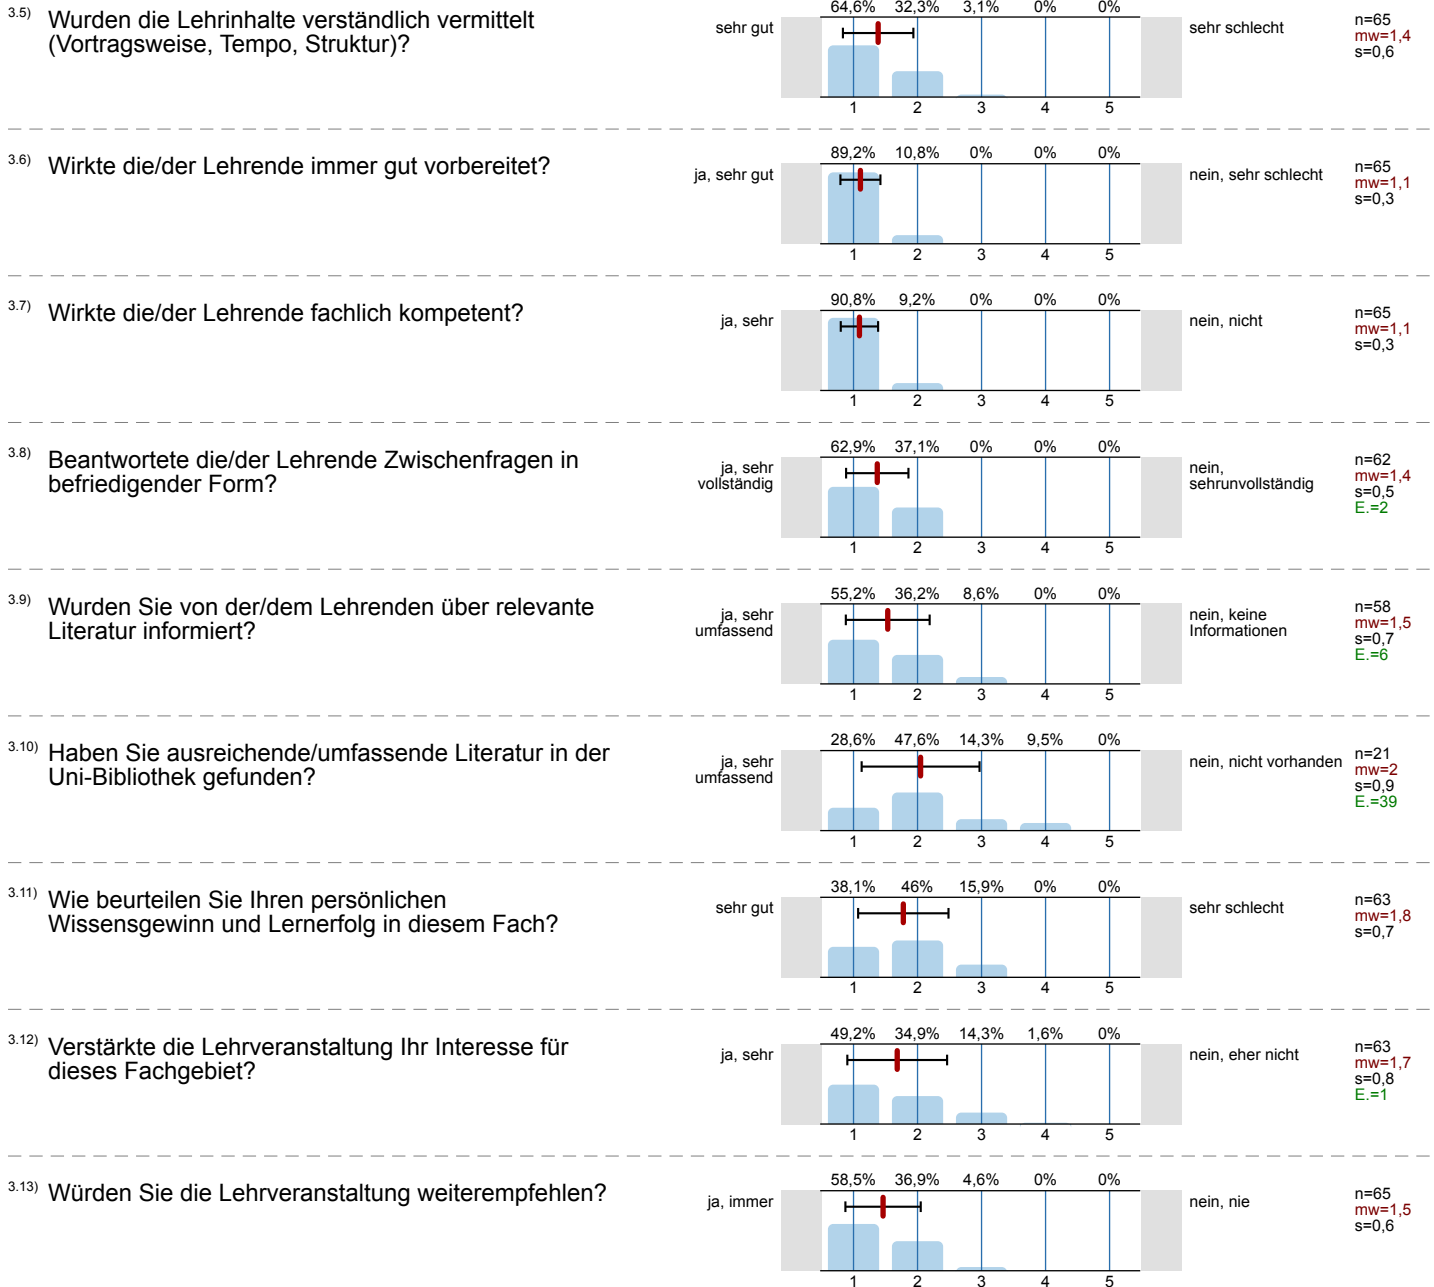 3.5) Wurden die Lehrinhalte verständlich vermittelt
(Vortragsweise, Tempo, Struktur)?
64,6% 32,3% 3,1% 0% 0%
sehr gut
sehr schlecht
n=65
mw=1,4
s=0,6
1 2 3 4 5
3.6) Wirkte die/der Lehrende immer gut vorbereitet?
89,2% 10,8% 0% 0% 0%
ja, sehr gut
nein, sehr schlecht
n=65
mw=1,1
s=0,3
1 2 3 4 5
3.7) Wirkte die/der Lehrende fachlich kompetent?
90,8% 9,2% 0% 0% 0%
ja, sehr
nein, nicht
n=65
mw=1,1
s=0,3
1 2 3 4 5
3.8) Beantwortete die/der Lehrende Zwischenfragen in
befriedigender Form?
62,9% 37,1% 0% 0% 0%
ja, sehr
vollständig
nein,
sehrunvollständig
n=62
mw=1,4
s=0,5
E.=2
1 2 3 4 5
3.9) Wurden Sie von der/dem Lehrenden über relevante
Literatur informiert?
55,2% 36,2% 8,6% 0% 0%
ja, sehr
umfassend
nein, keine
Informationen
n=58
mw=1,5
s=0,7
E.=6
1 2 3 4 5
3.10) Haben Sie ausreichende/umfassende Literatur in der
Uni-Bibliothek gefunden?
28,6% 47,6% 14,3% 9,5% 0%
ja, sehr
umfassend
nein, nicht vorhanden
n=21
mw=2
s=0,9
E.=39
1 2 3 4 5
3.11) Wie beurteilen Sie Ihren persönlichen
Wissensgewinn und Lernerfolg in diesem Fach?
38,1% 46% 15,9% 0% 0%
sehr gut
sehr schlecht
n=63
mw=1,8
s=0,7
1 2 3 4 5
3.12) Verstärkte die Lehrveranstaltung Ihr Interesse für
dieses Fachgebiet?
49,2% 34,9% 14,3% 1,6% 0%
ja, sehr
nein, eher nicht
n=63
mw=1,7
s=0,8
E.=1
1 2 3 4 5
3.13) Würden Sie die Lehrveranstaltung weiterempfehlen?
58,5% 36,9% 4,6% 0% 0%
ja, immer
nein, nie
n=65
mw=1,5
s=0,6
1 2 3 4 5